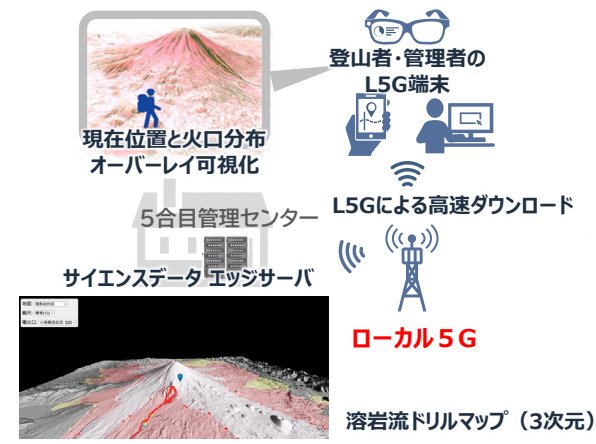 登山者・管理者の
L5G端末
現在位置と火口分布
オーバーレイ可視化
L5Gによる高速ダウンロード
5合目管理センター
サイエンスデータ エッジサーバ
ローカル５Ｇ
溶岩流ドリルマップ（3次元）